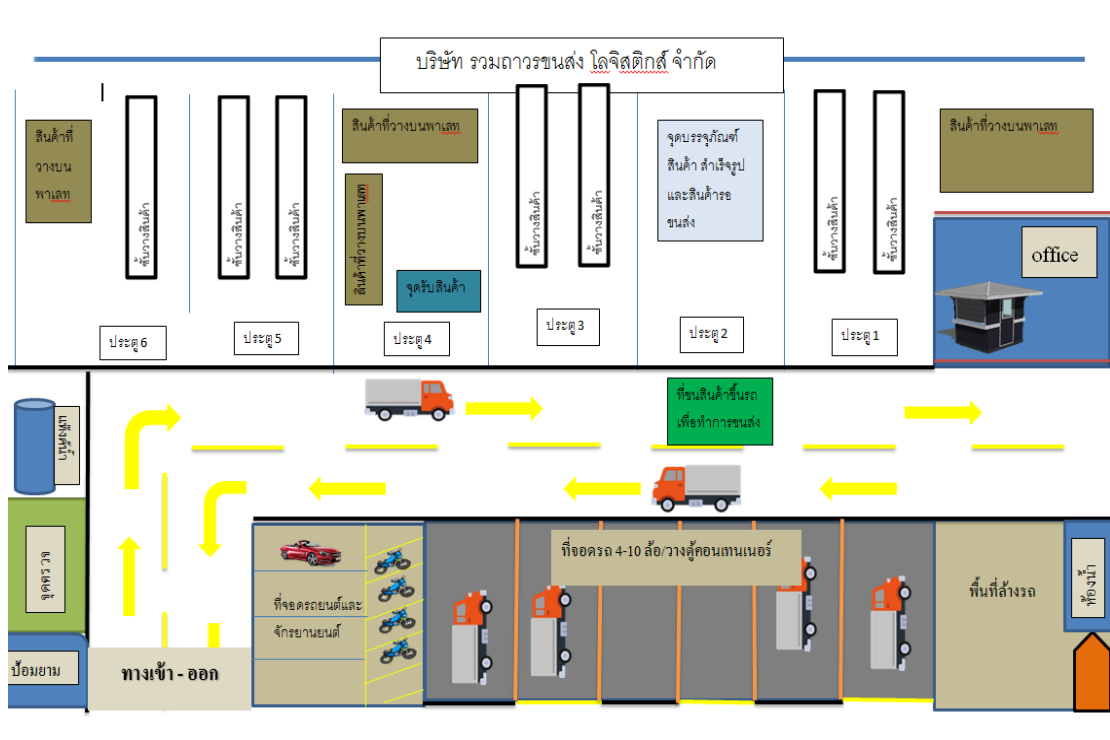 บริษัท รวมถาวรขนส่ง โลจิสติกส์ จำกัด
สินค้าที่
วางบน
พาเลท
ชั้นวางสินค้า
ชั้นวางสินค้า
ชั้นวางสินค้า
สินค้าที่วางบนพาเลท
สินค้าที่วางบนพาเลท
จุดรับสินค้า
ชั้นวางสินค้า
ชั้นวางสินค้า
จุดบรรจุภัณฑ์
สินค้า สำเร็จรูป
และสินค้ารอ
ขนส่ง
ชั้นวางสินค้า
ชั้นวางสินค้า
สินค้าที่วางบนพาเลท
office
ประตู 6
ประตู 5
ประตู 4
ประตู 3
ประตู 2
ประตู 1
ที่ขนสินค้าขึ้นรถ
เพื่อทำการขนส่ง
แท้งค์น้ำ
จุดตรวจ
ป้อมยาม
ทางเข้า - ออก
ที่จอดรถยนต์และ
จักรยานยนต์
ที่จอดรถ 4-10 ล้อ/วางตู้คอนเทนเนอร์
พื้นที่ล้างรถ
ห้องน้ำ